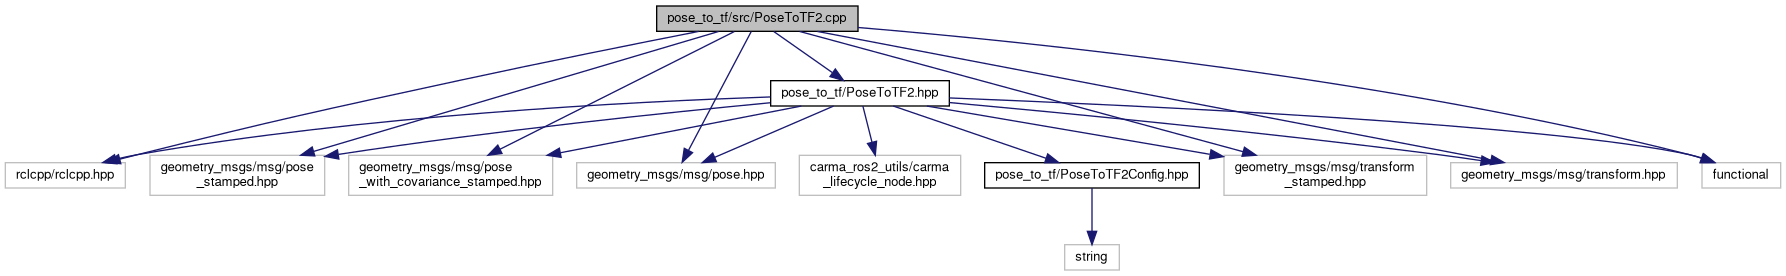 pose_to_tf/src/PoseToTF2.cpp
pose_to_tf/PoseToTF2.hpp
rclcpp/rclcpp.hpp
geometry_msgs/msg/pose
_stamped.hpp
geometry_msgs/msg/pose
_with_covariance_stamped.hpp
geometry_msgs/msg/pose.hpp
carma_ros2_utils/carma
_lifecycle_node.hpp
pose_to_tf/PoseToTF2Config.hpp
geometry_msgs/msg/transform
_stamped.hpp
geometry_msgs/msg/transform.hpp
functional
string